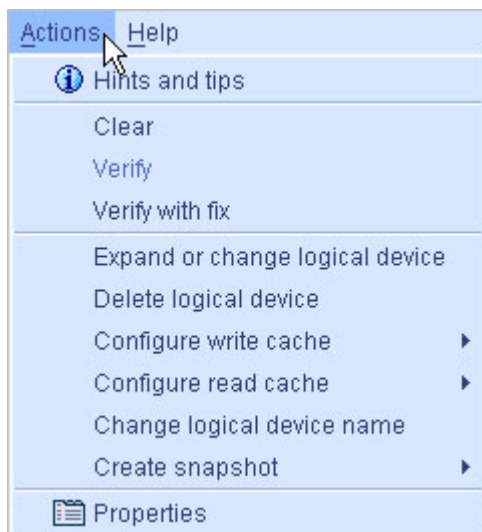 Actions Help
Hints and tips
Clear
Verify
Verify with fix
Expand or change logical device
Delete logical device
Configure write cache
Configure read cache
Change logical device name
Create snapshot
Properties